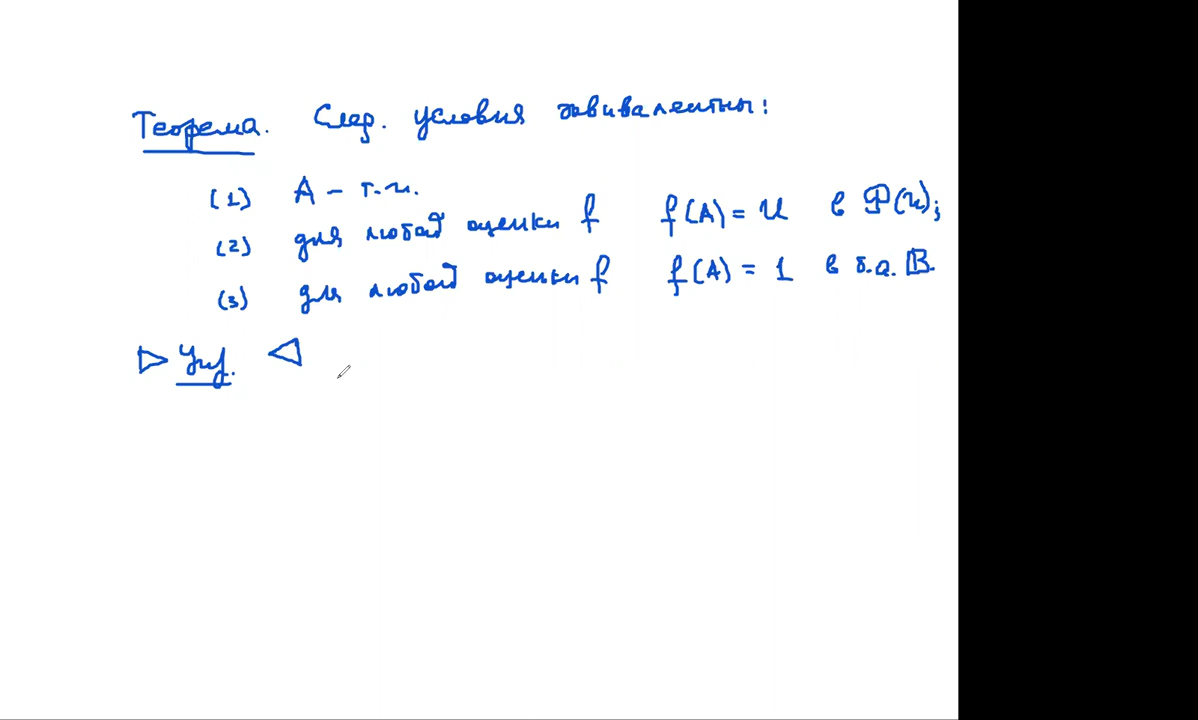 Теорема. След. условия эквивалентны:
(1) A – т.и.
(2) для любой оценки f f(A) = U в P(U);
(3) для любой оценки f f(A) = 1 в б.а. B.
▷ Упр. ◁